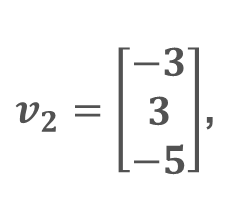 v₂ = [−3
3
−5],